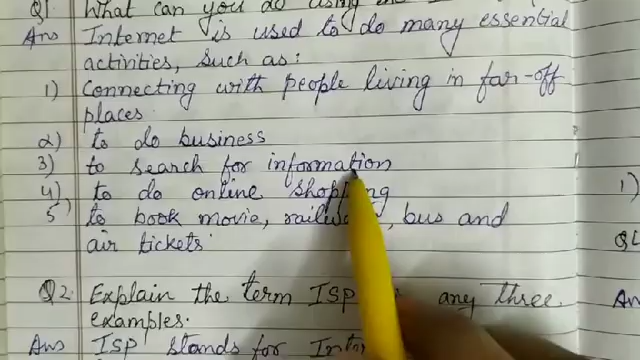 Q1. What can you do using the
Ans Internet is used to do many essential
activities, such as:
1) Connecting with people living in far-off
places.
2) to do business
3) to search for information
4) to do online shopping
5) to book movie, railway, bus and
air tickets.
Q2. Explain the term ISP any three
examples.
Ans ISP stands for
1)
Ans